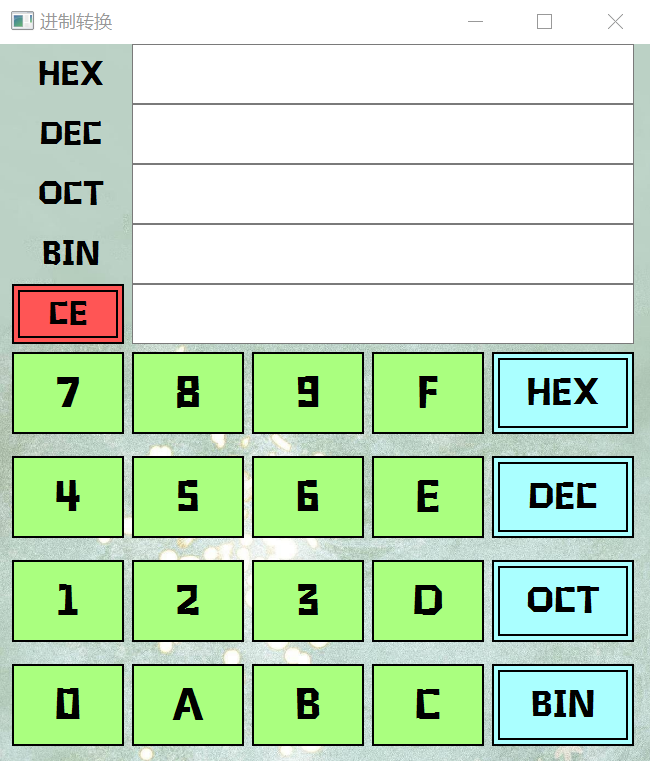 进制转换
HEX
DEC
OCT
BIN
CE
7 8 9 F HEX
4 5 6 E DEC
1 2 3 D OCT
0 A B C BIN